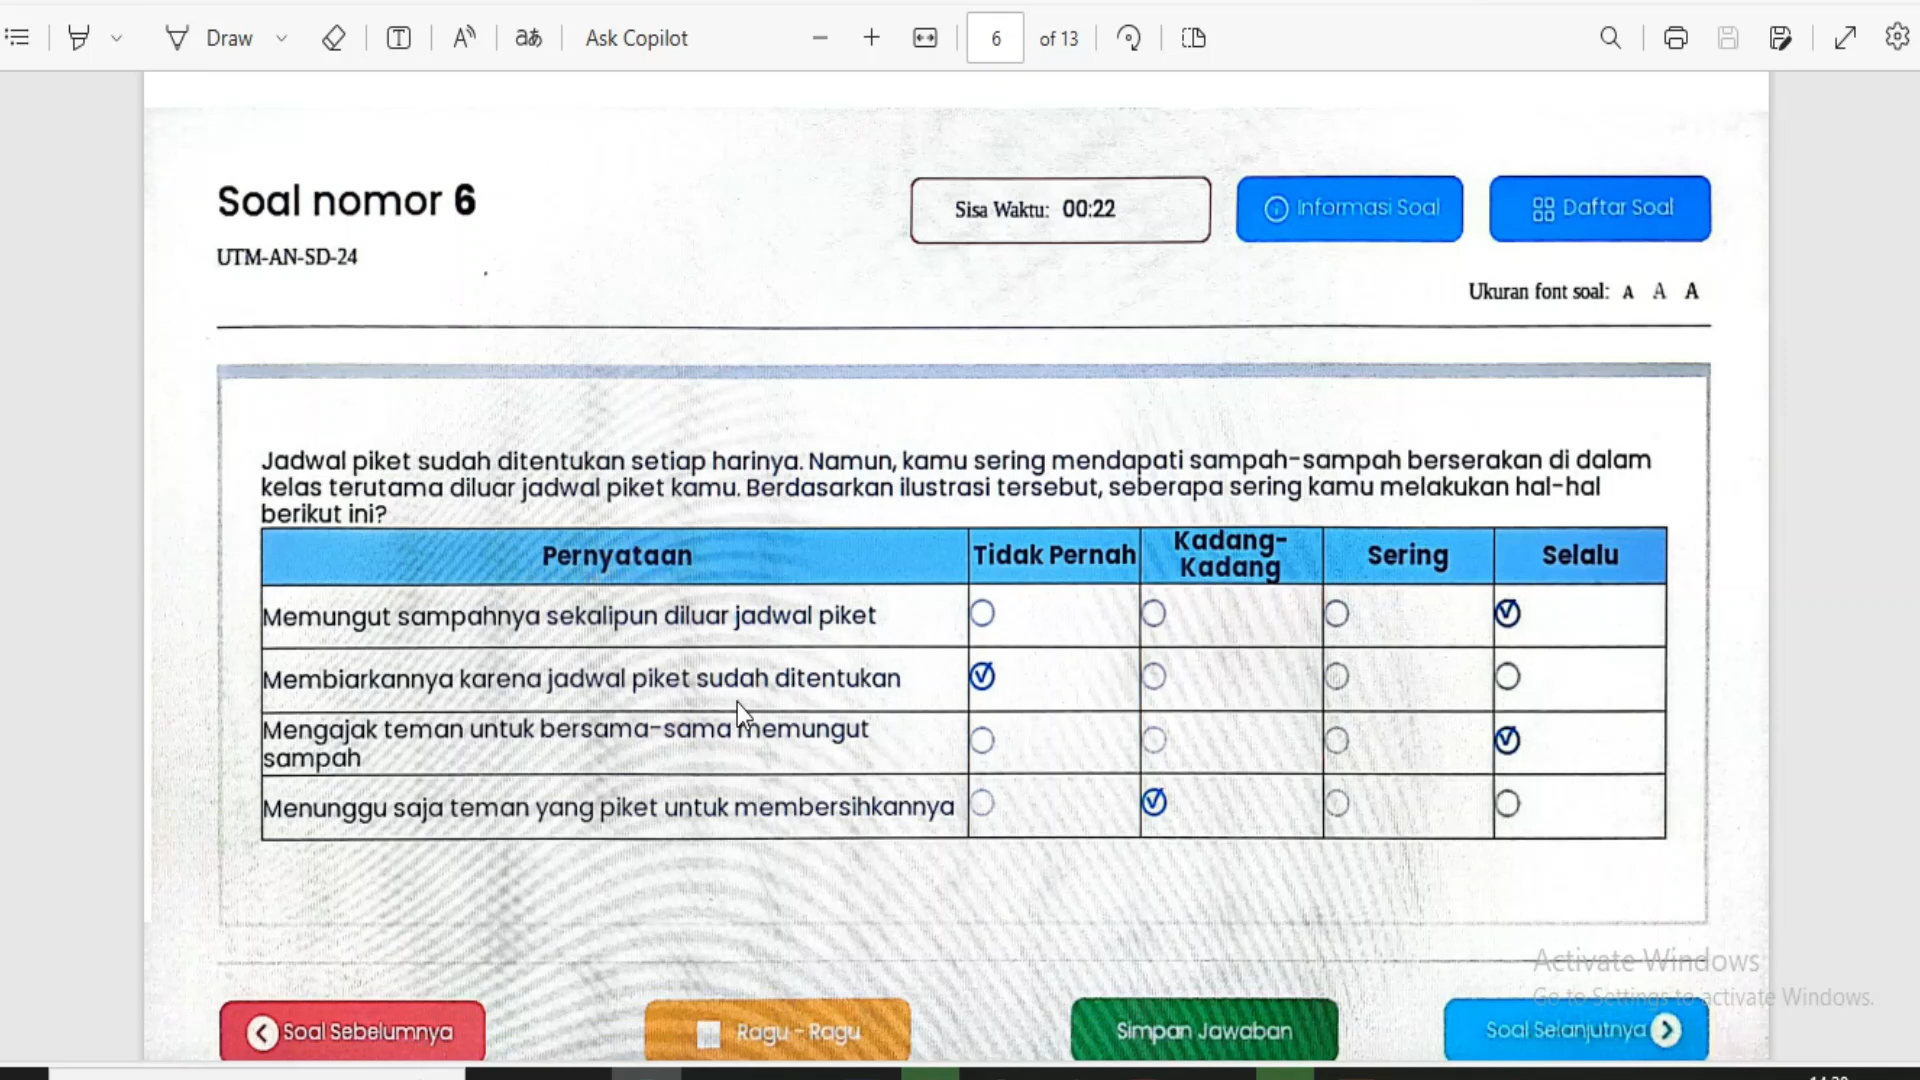 Draw
Ask Copilot
6
of 13
Soal nomor 6
Sisa Waktu: 00:22
Informasi Soal
Daftar Soal
UTM-AN-SD-24
Ukuran font soal: A A A
Jadwal piket sudah ditentukan setiap harinya. Namun, kamu sering mendapati sampah-sampah berserakan di dalam
kelas terutama diluar jadwal piket kamu. Berdasarkan ilustrasi tersebut, seberapa sering kamu melakukan hal-hal
berikut ini?
Pernyataan
Tidak Pernah
Kadang-
Kadang
Sering
Selalu
Memungut sampahnya sekalipun diluar jadwal piket
Membiarkannya karena jadwal piket sudah ditentukan
Mengajak teman untuk bersama-sama memungut
sampah
Menunggu saja teman yang piket untuk membersihkannya
Activate Windows
Go to Settings to activate Windows.
Soal Sebelumnya
Ragu - Ragu
Simpan Jawaban
Soal Selanjutnya